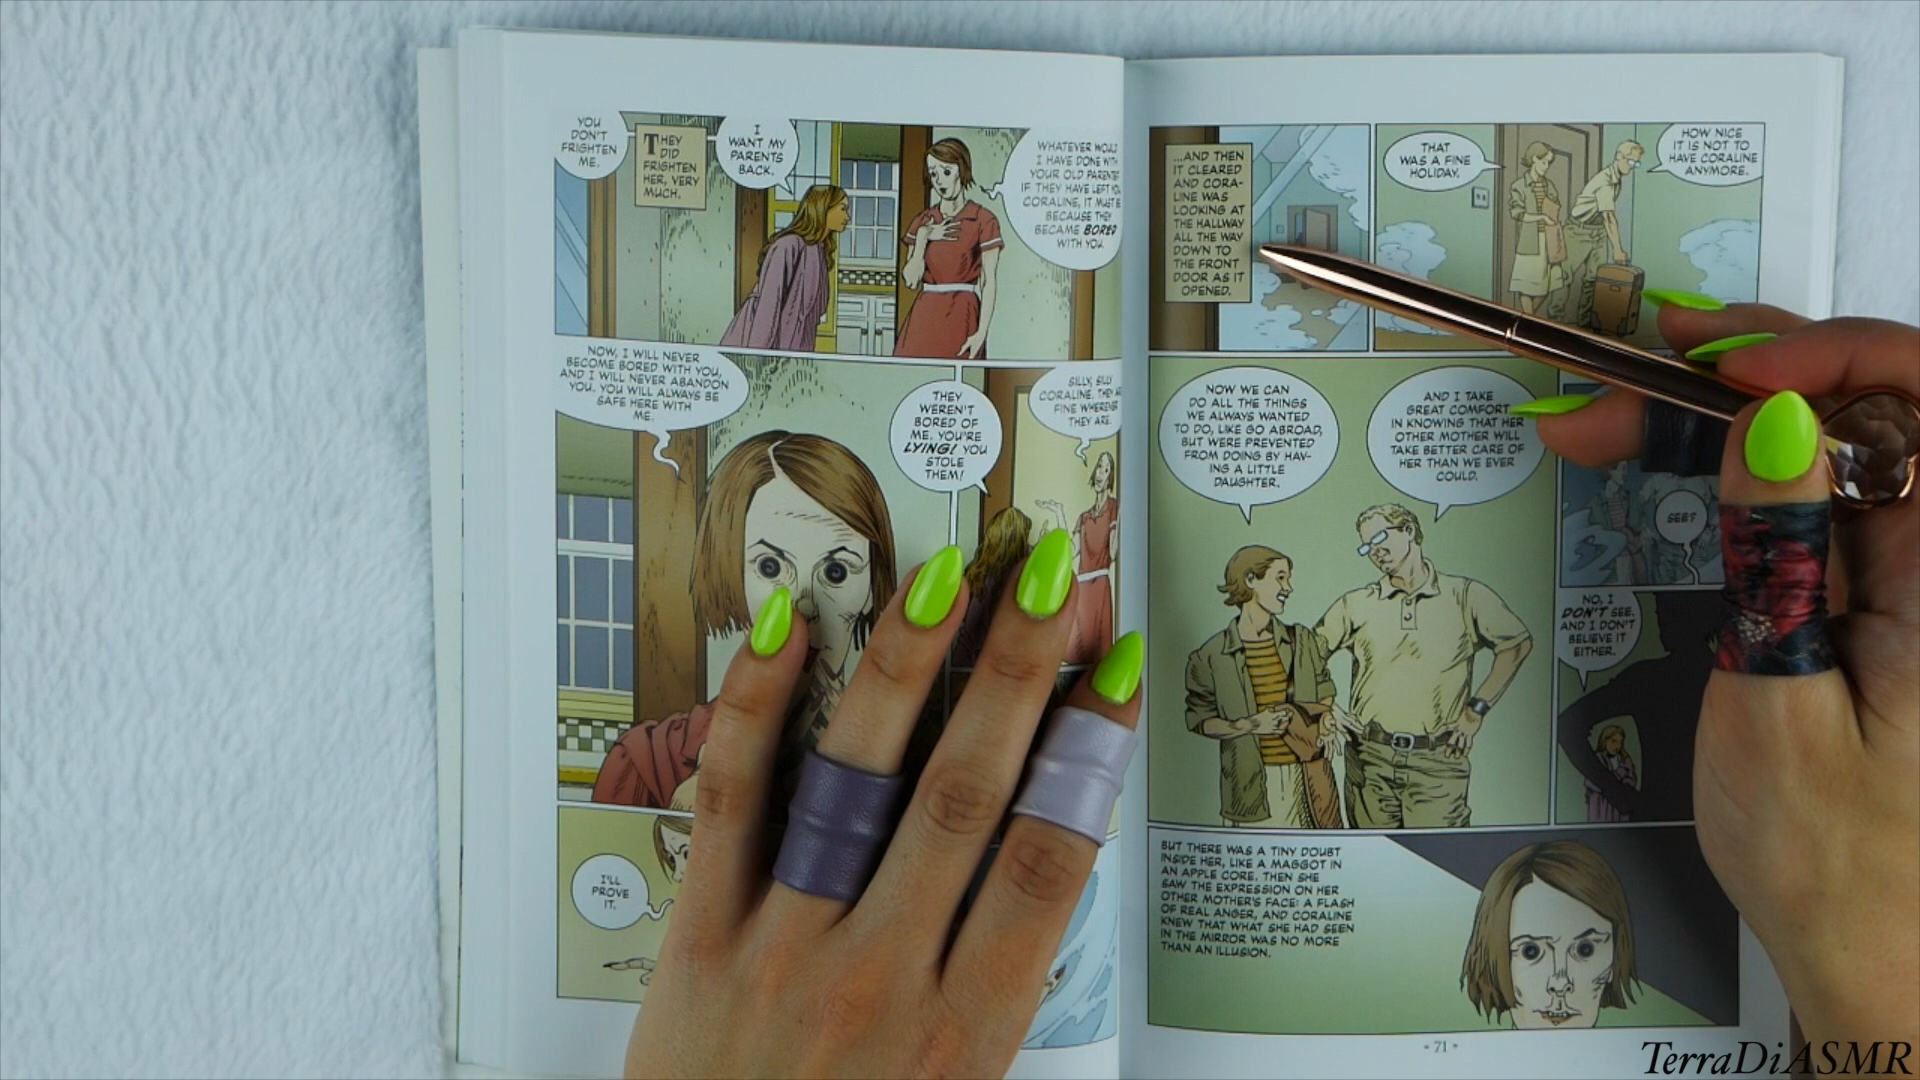 YOU
DON'T
FRIGHTEN
ME.
THEY
DID
FRIGHTEN
HER, VERY
MUCH.
I
WANT MY
PARENTS
BACK.
WHATEVER WOULD
I HAVE DONE WITH
YOUR OLD PARENTS?
IF THEY HAVE LEFT YOU,
CORALINE, IT MUST BE
BECAUSE THEY
BECAME BORED
WITH YOU.
NOW, I WILL NEVER
BECOME BORED WITH YOU,
AND I WILL NEVER ABANDON
YOU. YOU WILL ALWAYS BE
SAFE HERE WITH
ME.
THEY
WEREN'T
BORED OF
ME. YOU'RE
LYING! YOU
STOLE
THEM!
SILLY, SILLY
CORALINE. THEY ARE
FINE WHEREVER
THEY ARE.
I'LL
PROVE
IT.
...AND THEN
IT CLEARED
AND CORA-
LINE WAS
LOOKING AT
THE HALLWAY
ALL THE WAY
DOWN TO
THE FRONT
DOOR AS IT
OPENED.
THAT
WAS A FINE
HOLIDAY.
HOW NICE
IT IS NOT TO
HAVE CORALINE
ANYMORE.
NOW WE CAN
DO ALL THE THINGS
WE ALWAYS WANTED
TO DO, LIKE GO ABROAD,
BUT WERE PREVENTED
FROM DOING BY HAV-
ING A LITTLE
DAUGHTER.
AND I TAKE
GREAT COMFORT
IN KNOWING THAT HER
OTHER MOTHER WILL
TAKE BETTER CARE OF
HER THAN WE EVER
COULD.
SEE?
NO, I
DON'T SEE.
AND I DON'T
BELIEVE IT
EITHER.
BUT THERE WAS A TINY DOUBT
INSIDE HER, LIKE A MAGGOT IN
AN APPLE CORE. THEN SHE
SAW THE EXPRESSION ON HER
OTHER MOTHER'S FACE: A FLASH
OF REAL ANGER, AND CORALINE
KNEW THAT WHAT SHE HAD SEEN
IN THE MIRROR WAS NO MORE
THAN AN ILLUSION.
• 71 •
TerraDiASMR